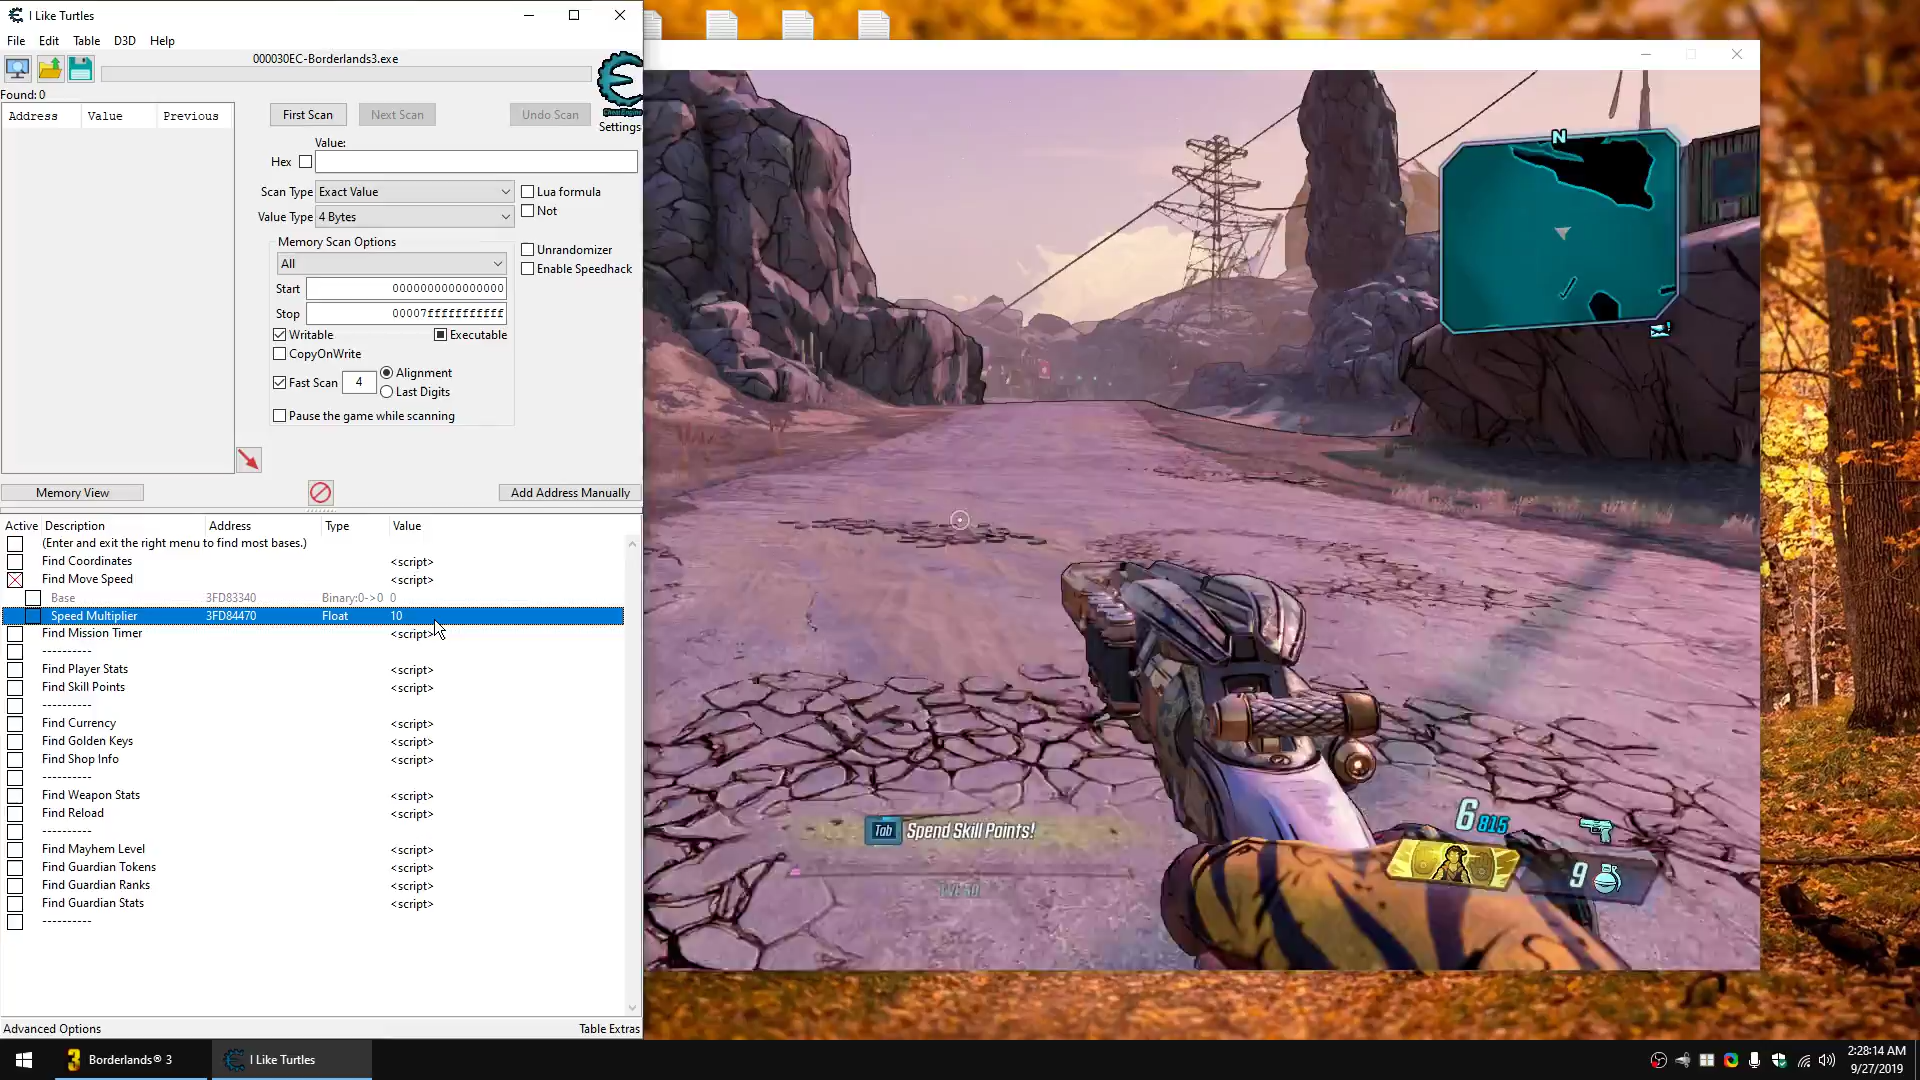 I Like Turtles
File Edit Table D3D Help
000030EC-Borderlands3.exe
Found: 0
Address Value Previous
First Scan Next Scan Undo Scan
Settings
Value:
Hex
Scan Type Exact Value
Lua formula
Not
Value Type 4 Bytes
Memory Scan Options
All
Unrandomizer
Enable Speedhack
Start 0000000000000000
Stop 00007fffffffffff
Writable Executable
CopyOnWrite
Fast Scan 4 Alignment
Last Digits
Pause the game while scanning
Memory View
Add Address Manually
Active Description Address Type Value
(Enter and exit the right menu to find most bases.)
Find Coordinates <script>
Find Move Speed <script>
Base 3FD83340 Binary:0->0 0
Speed Multiplier 3FD84470 Float 10
Find Mission Timer <script>
----------
Find Player Stats <script>
Find Skill Points <script>
----------
Find Currency <script>
Find Golden Keys <script>
Find Shop Info <script>
----------
Find Weapon Stats <script>
Find Reload <script>
----------
Find Mayhem Level <script>
Find Guardian Tokens <script>
Find Guardian Ranks <script>
Find Guardian Stats <script>
----------
Advanced Options Table Extras
N
Tab Spend Skill Points!
6 815
9
Borderlands® 3
I Like Turtles
2:28:14 AM
9/27/2019